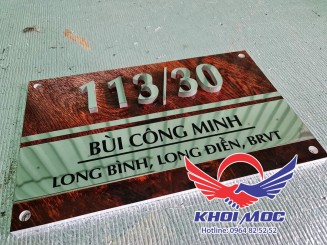 113/30
BÙI CÔNG MINH
LONG BÌNH, LONG ĐIỀN, BRVT
KHOI MOC
Hotline: 0964 82 52 52